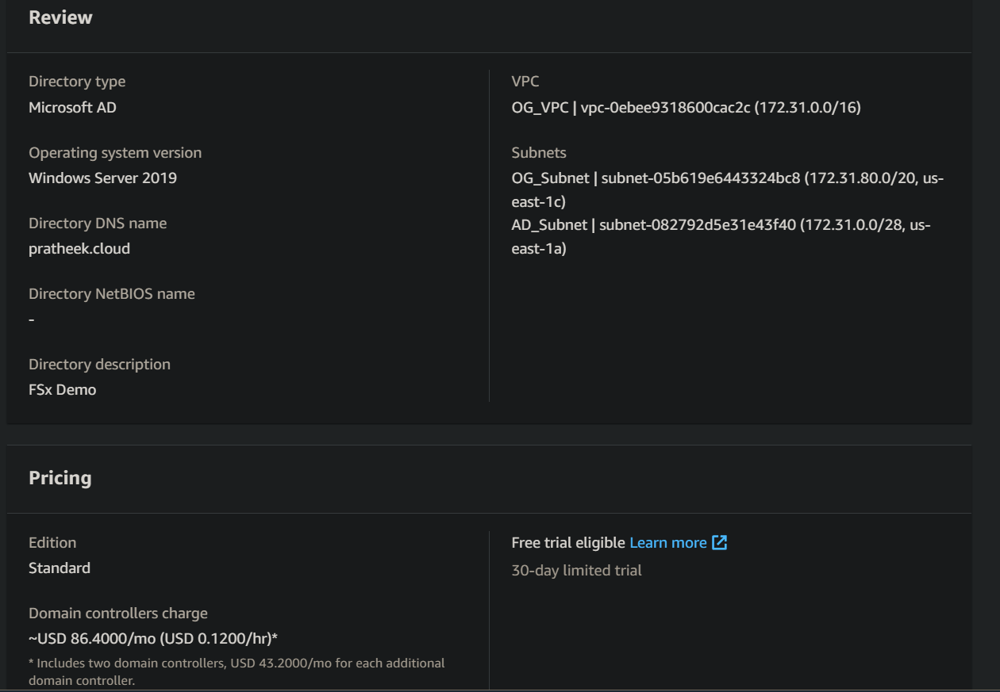 Review
Directory type
Microsoft AD
Operating system version
Windows Server 2019
Directory DNS name
pratheek.cloud
Directory NetBIOS name
-
Directory description
FSx Demo
VPC
OG_VPC | vpc-0ebee9318600cac2c (172.31.0.0/16)
Subnets
OG_Subnet | subnet-05b619e6443324bc8 (172.31.80.0/20, us-
east-1c)
AD_Subnet | subnet-082792d5e31e43f40 (172.31.0.0/28, us-
east-1a)
Pricing
Edition
Standard
Domain controllers charge
~USD 86.4000/mo (USD 0.1200/hr)*
* Includes two domain controllers, USD 43.2000/mo for each additional
domain controller.
Free trial eligible Learn more
30-day limited trial